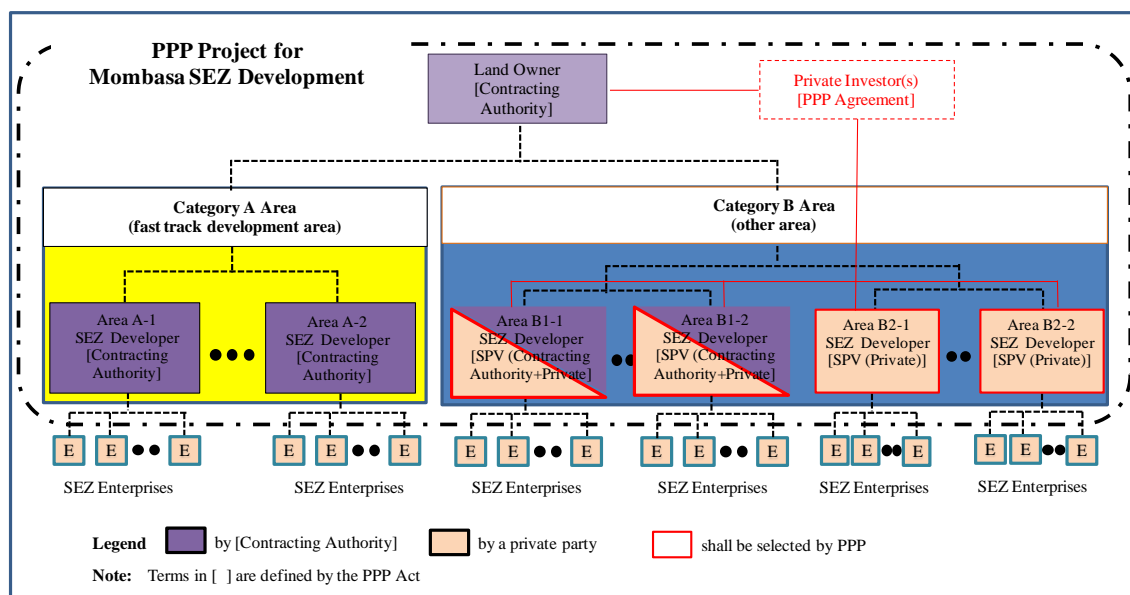 PPP Project for
Mombasa SEZ Development
Land Owner
[Contracting
Authority]
Private Investor(s)
[PPP Agreement]
Category A Area
(fast track development area)
Category B Area
(other area)
Area A-1
SEZ Developer
[Contracting
Authority]
Area A-2
SEZ Developer
[Contracting
Authority]
Area B1-1
SEZ Developer
[SPV (Contracting
Authority+Private]
Area B1-2
SEZ Developer
[SPV (Contracting
Authority+Private]
Area B2-1
SEZ Developer
[SPV (Private)]
Area B2-2
SEZ Developer
[SPV (Private)]
E E E
E E E
E E E
E E E
E E E
E E E
SEZ Enterprises
SEZ Enterprises
SEZ Enterprises
SEZ Enterprises
SEZ Enterprises
SEZ Enterprises
Legend by [Contracting Authority] by a private party shall be selected by PPP
Note: Terms in [ ] are defined by the PPP Act